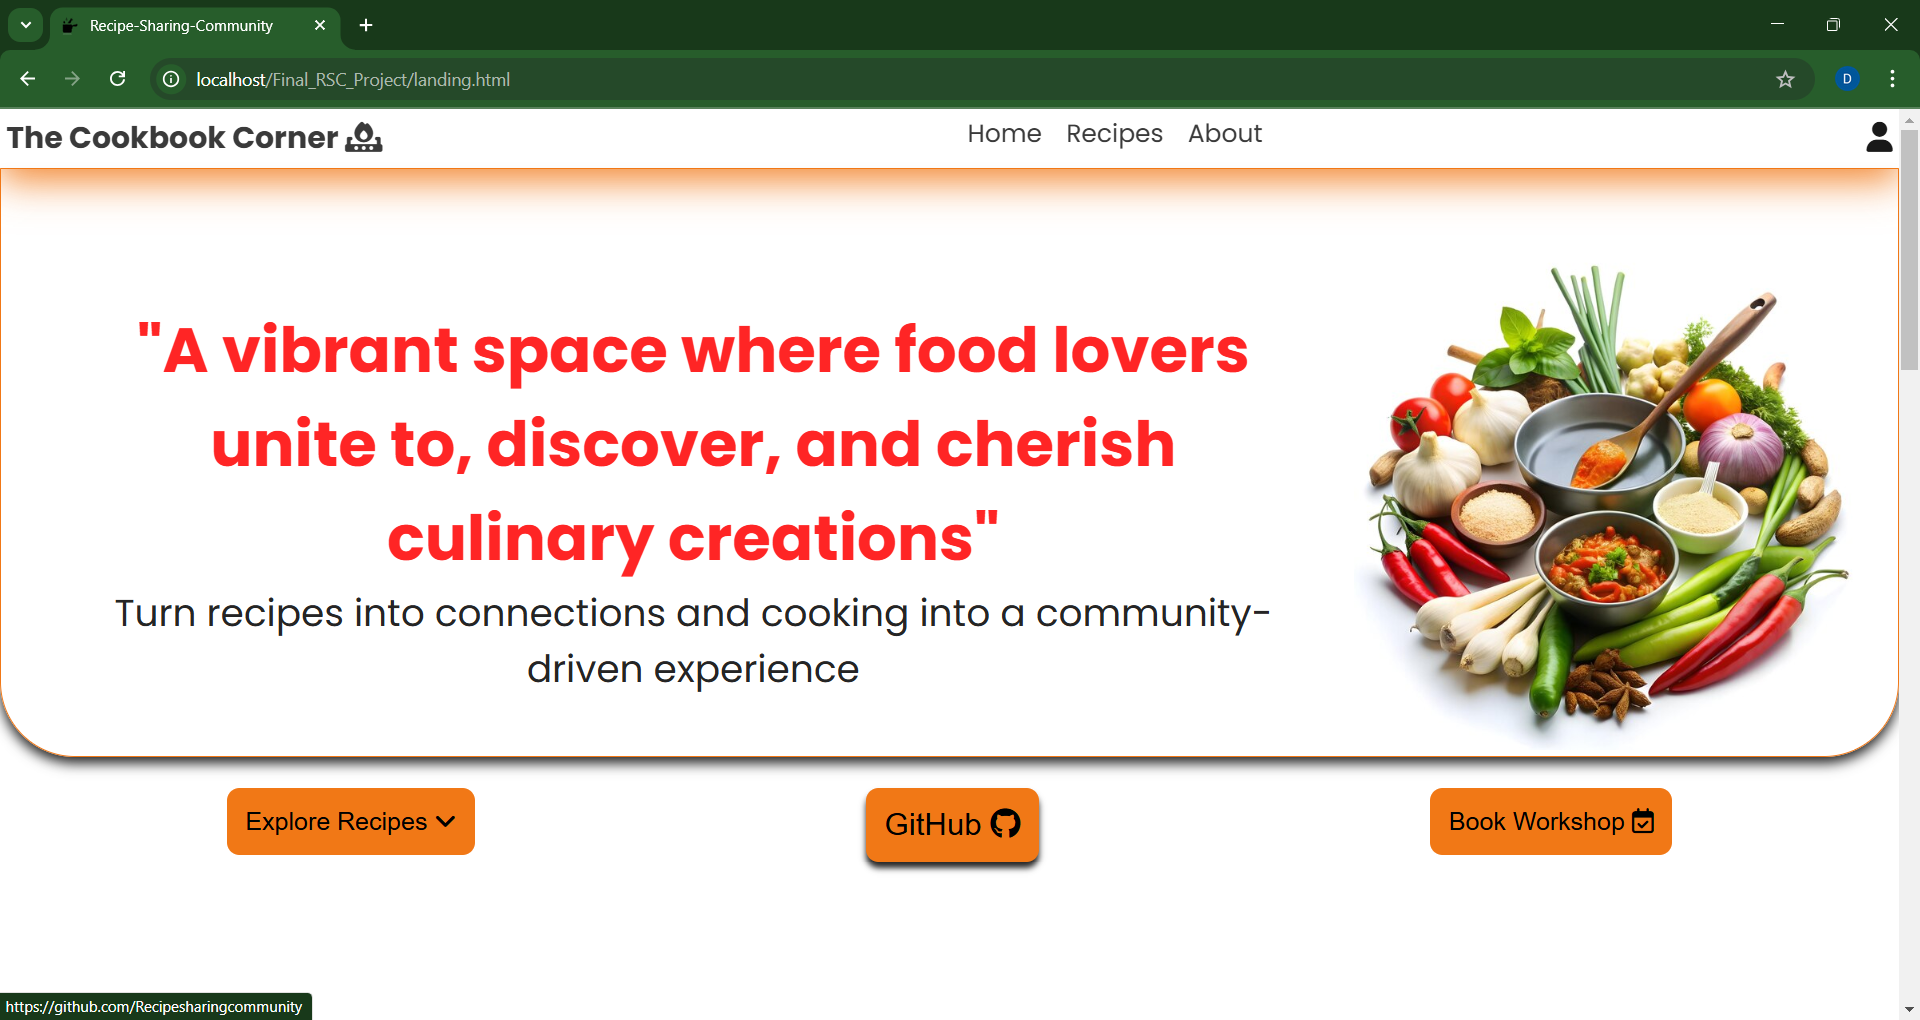 Recipe-Sharing-Community
localhost/Final_RSC_Project/landing.html
D
The Cookbook Corner
Home Recipes About
"A vibrant space where food lovers
unite to, discover, and cherish
culinary creations"
Turn recipes into connections and cooking into a community-
driven experience
Explore Recipes
GitHub
Book Workshop
https://github.com/Recipesharingcommunity